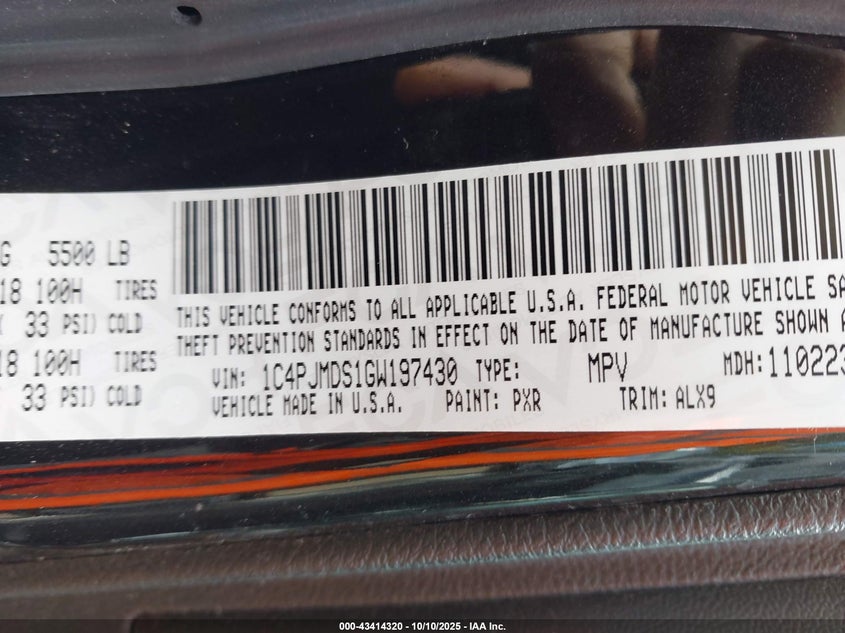 G 5500 LB
18 100H TIRES
33 PSI) COLD
18 100H TIRES
33 PSI) COLD
THIS VEHICLE CONFORMS TO ALL APPLICABLE U.S.A. FEDERAL MOTOR VEHICLE SA
THEFT PREVENTION STANDARDS IN EFFECT ON THE DATE OF MANUFACTURE SHOWN A
VIN: 1C4PJMDS1GW197430 TYPE: MPV MDH: 110223
VEHICLE MADE IN U.S.A. PAINT: PXR TRIM: ALX9
000-43414320 - 10/10/2025 - IAA Inc.